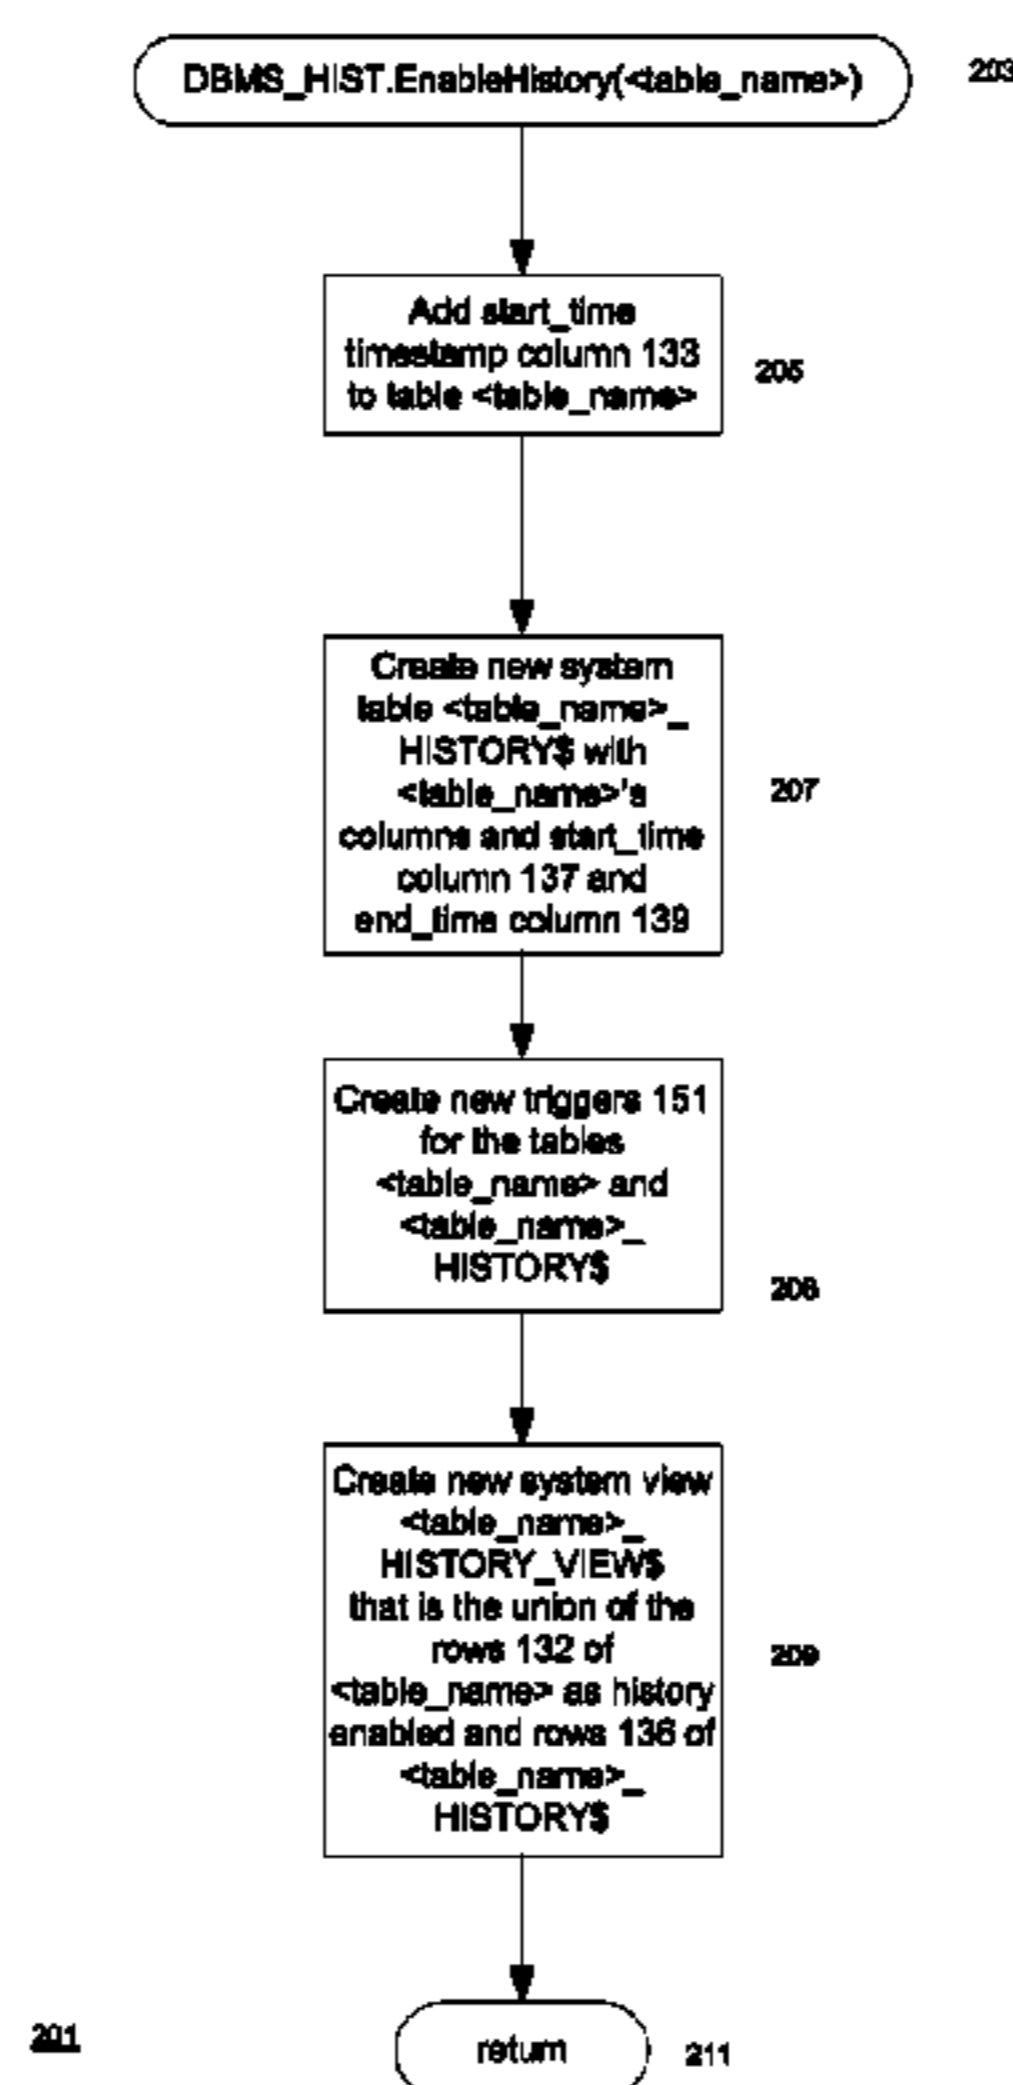 DBMS_HIST.EnableHistory(<table_name>)
203
Add start_time
timestamp column 133
to table <table_name>
205
Create new system
table <table_name>_
HISTORY$ with
<table_name>'s
columns and start_time
column 137 and
end_time column 139
207
Create new triggers 151
for the tables
<table_name> and
<table_name>_
HISTORY$
208
Create new system view
<table_name>_
HISTORY_VIEW$
that is the union of the
rows 132 of
<table_name> as history
enabled and rows 136 of
<table_name>_
HISTORY$
209
201
return
211